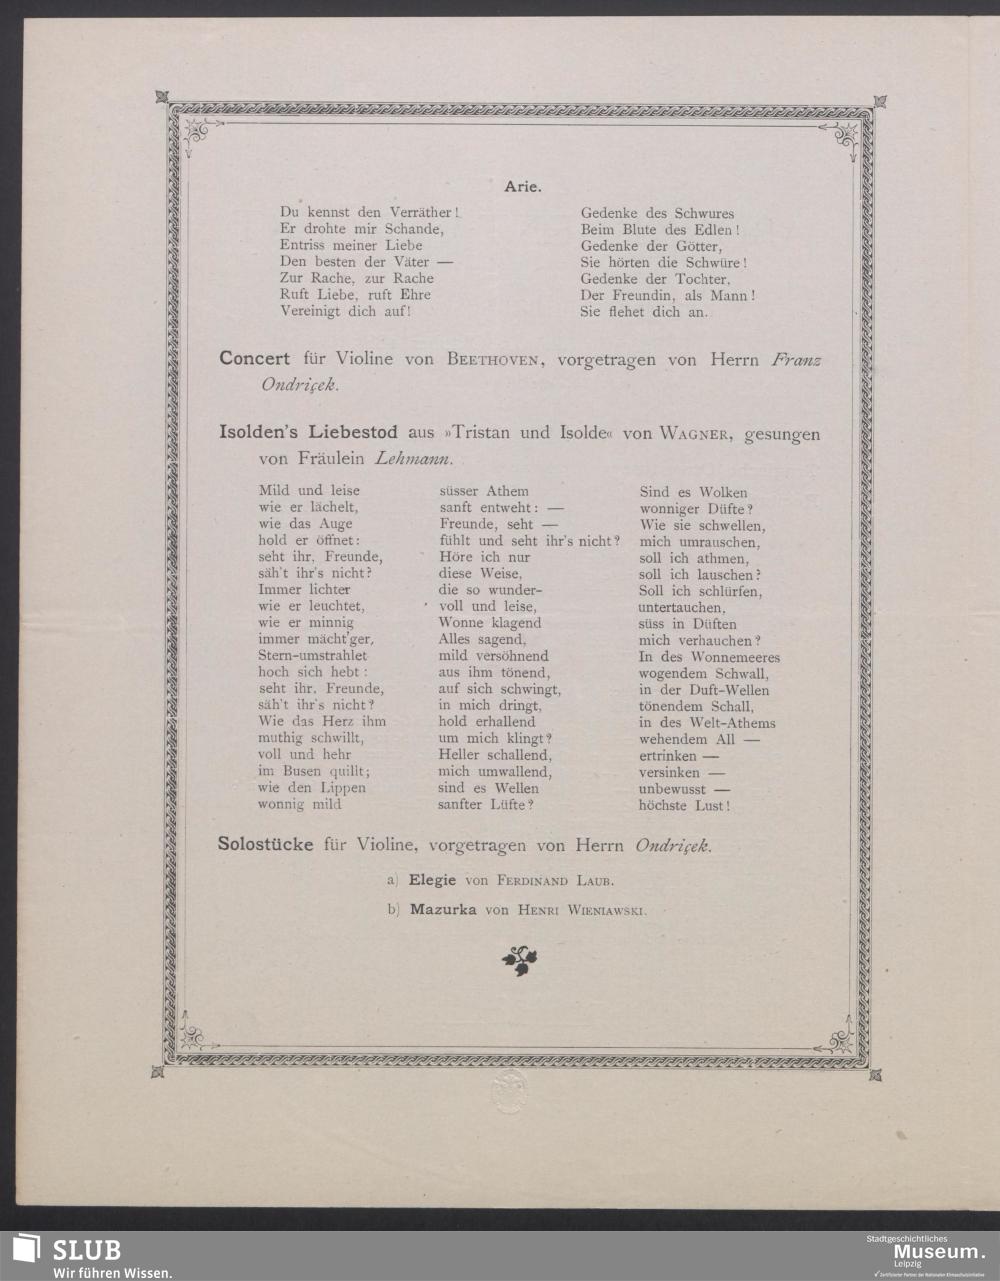 Arie.
Du kennst den Verräther!
Er drohte mir Schande,
Entriss meiner Liebe
Den besten der Väter —
Zur Rache, zur Rache
Ruft Liebe, ruft Ehre
Vereinigt dich auf!
Gedenke des Schwures
Beim Blute des Edlen!
Gedenke der Götter,
Sie hörten die Schwüre!
Gedenke der Tochter,
Der Freundin, als Mann!
Sie flehet dich an.
Concert für Violine von BEETHOVEN, vorgetragen von Herrn Franz
Ondriçek.
Isolden's Liebestod aus »Tristan und Isolde« von WAGNER, gesungen
von Fräulein Lehmann.
Mild und leise
wie er lächelt,
wie das Auge
hold er öffnet:
seht ihr, Freunde,
säh't ihr's nicht?
Immer lichter
wie er leuchtet,
wie er minnig
immer mächt'ger,
Stern-umstrahlet
hoch sich hebt:
seht ihr, Freunde,
säh't ihr's nicht?
Wie das Herz ihm
muthig schwillt,
voll und hehr
im Busen quillt;
wie den Lippen
wonnig mild
süsser Athem
sanft entweht: —
Freunde, seht —
fühlt und seht ihr's nicht?
Höre ich nur
diese Weise,
die so wunder-
voll und leise,
Wonne klagend
Alles sagend,
mild versöhnend
aus ihm tönend,
auf sich schwingt,
in mich dringt,
hold erhallend
um mich klingt?
Heller schallend,
mich umwallend,
sind es Wellen
sanfter Lüfte?
Sind es Wolken
wonniger Düfte?
Wie sie schwellen,
mich umrauschen,
soll ich athmen,
soll ich lauschen?
Soll ich schlürfen,
untertauchen,
süss in Düften
mich verhauchen?
In des Wonnemeeres
wogendem Schwall,
in der Duft-Wellen
tönendem Schall,
in des Welt-Athems
wehendem All —
ertrinken —
versinken —
unbewusst —
höchste Lust!
Solostücke für Violine, vorgetragen von Herrn Ondriçek.
a) Elegie von FERDINAND LAUB.
b) Mazurka von HENRI WIENIAWSKI.
SLUB
Wir führen Wissen.
Stadtgeschichtliches
Museum.
Leipzig
Zertifizierter Partner der Nationalen Klimaschutzinitiative